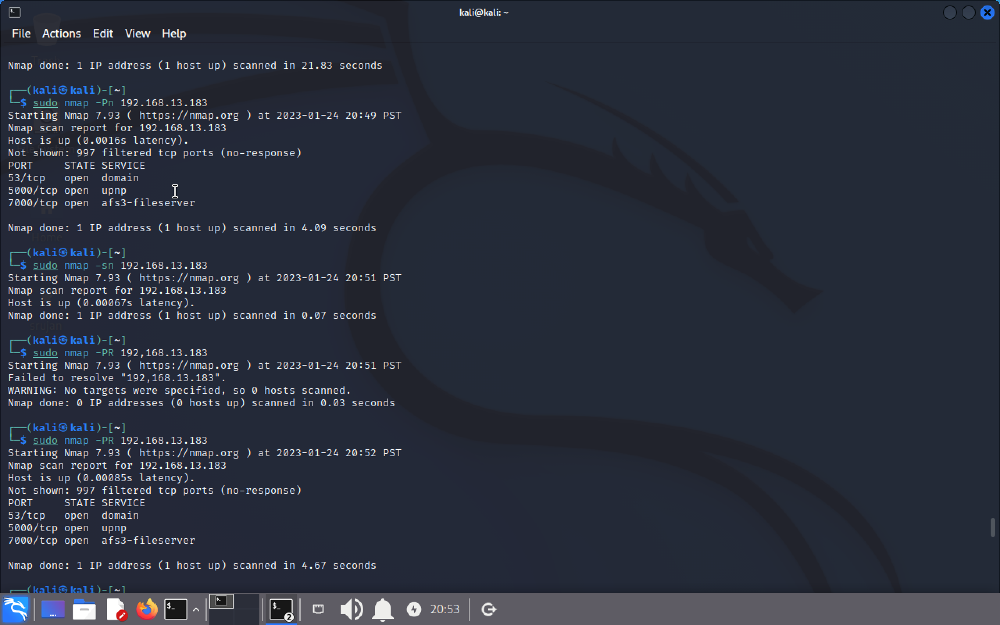 kali@kali: ~
File Actions Edit View Help
Trash
Nmap done: 1 IP address (1 host up) scanned in 21.83 seconds
┌──(kali㉿kali)-[~]
└─$ sudo nmap -Pn 192.168.13.183
Starting Nmap 7.93 ( https://nmap.org ) at 2023-01-24 20:49 PST
Nmap scan report for 192.168.13.183
Host is up (0.0016s latency).
File System
Not shown: 997 filtered tcp ports (no-response)
PORT     STATE SERVICE
53/tcp   open  domain
5000/tcp open  upnp
7000/tcp open  afs3-fileserver
Nmap done: 1 IP address (1 host up) scanned in 4.09 seconds
Home
┌──(kali㉿kali)-[~]
└─$ sudo nmap -sn 192.168.13.183
Starting Nmap 7.93 ( https://nmap.org ) at 2023-01-24 20:51 PST
Nmap scan report for 192.168.13.183
Host is up (0.00067s latency).
Nmap done: 1 IP address (1 host up) scanned in 0.07 seconds
srujan
┌──(kali㉿kali)-[~]
└─$ sudo nmap -PR 192,168.13.183
Starting Nmap 7.93 ( https://nmap.org ) at 2023-01-24 20:51 PST
Failed to resolve "192,168.13.183".
WARNING: No targets were specified, so 0 hosts scanned.
Nmap done: 0 IP addresses (0 hosts up) scanned in 0.03 seconds
┌──(kali㉿kali)-[~]
└─$ sudo nmap -PR 192.168.13.183
Starting Nmap 7.93 ( https://nmap.org ) at 2023-01-24 20:52 PST
Nmap scan report for 192.168.13.183
Host is up (0.00085s latency).
Not shown: 997 filtered tcp ports (no-response)
PORT     STATE SERVICE
53/tcp   open  domain
5000/tcp open  upnp
7000/tcp open  afs3-fileserver
Nmap done: 1 IP address (1 host up) scanned in 4.67 seconds
┌──(kali㉿kali)-[~]
$_ $_ 2 20:53